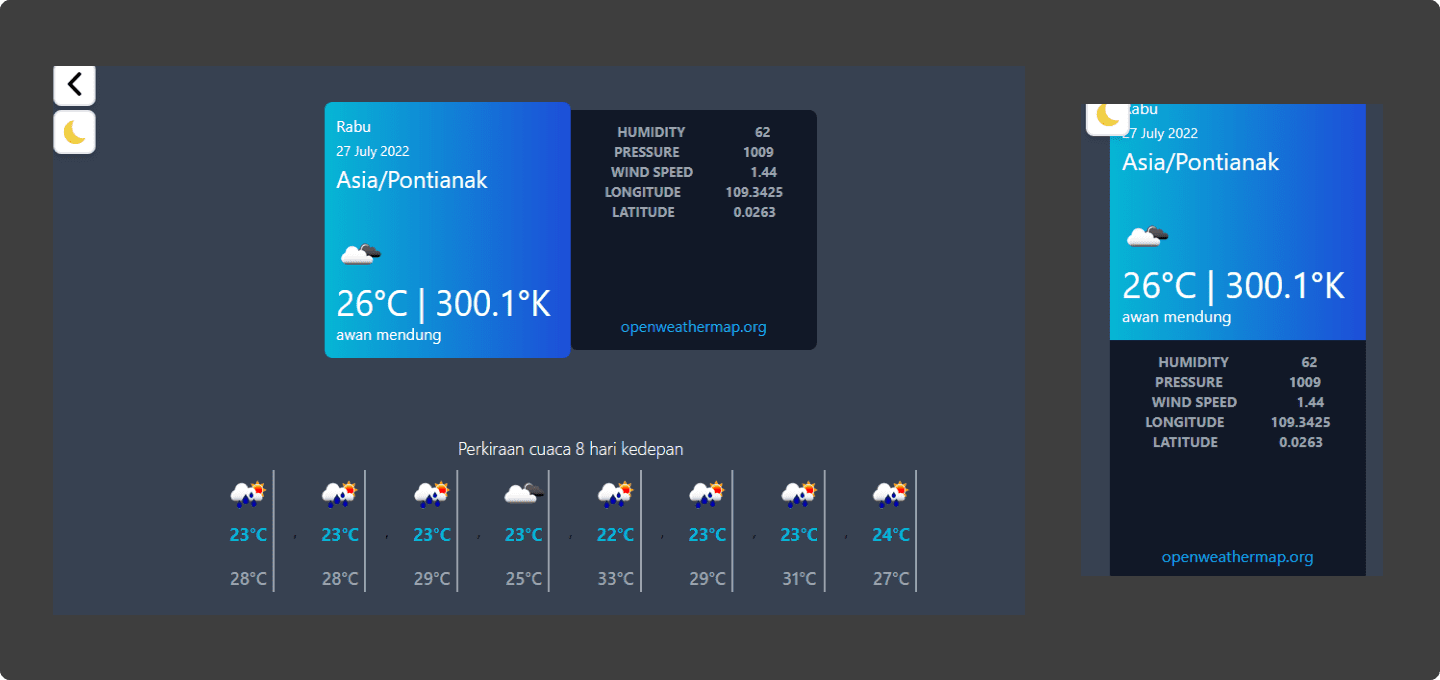 Rabu
27 July 2022
Asia/Pontianak
26°C | 300.1°K
awan mendung
HUMIDITY 62
PRESSURE 1009
WIND SPEED 1.44
LONGITUDE 109.3425
LATITUDE 0.0263
openweathermap.org
Perkiraan cuaca 8 hari kedepan
23°C , 23°C , 23°C , 23°C , 22°C , 23°C , 23°C , 24°C
28°C 28°C 29°C 25°C 33°C 29°C 31°C 27°C
Rabu
27 July 2022
Asia/Pontianak
26°C | 300.1°K
awan mendung
HUMIDITY 62
PRESSURE 1009
WIND SPEED 1.44
LONGITUDE 109.3425
LATITUDE 0.0263
openweathermap.org